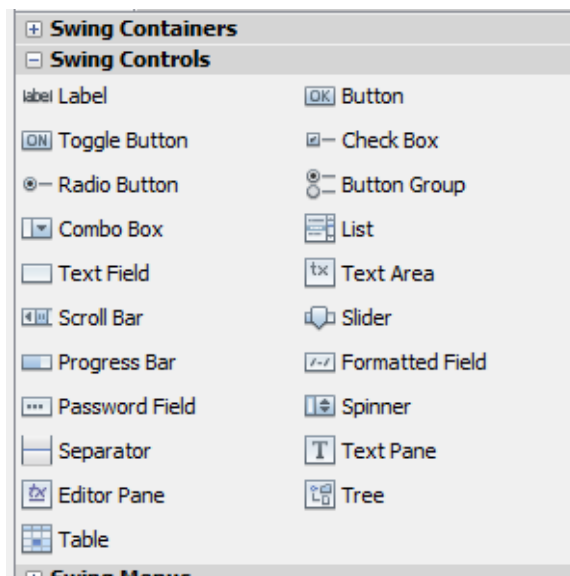 Swing Containers
Swing Controls
label Label OK Button
ON Toggle Button Check Box
Radio Button Button Group
Combo Box List
Text Field tx Text Area
Scroll Bar Slider
Progress Bar Formatted Field
Password Field Spinner
Separator T Text Pane
Editor Pane Tree
Table
Swing Menus